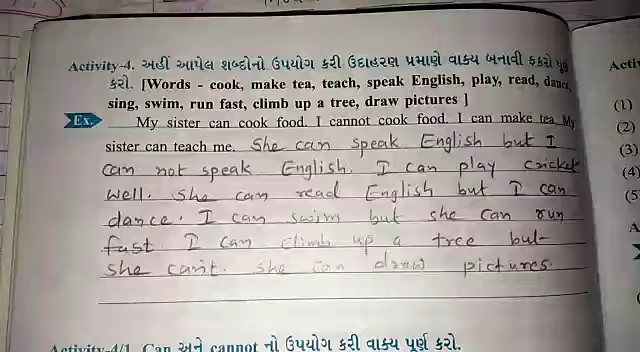 Activity-4. અહીં આપેલ શબ્દોનો ઉપયોગ કરી ઉદાહરણ પ્રમાણે વાક્ય બનાવી ફકરો
કરો. [Words - cook, make tea, teach, speak English, play, read, dance,
sing, swim, run fast, climb up a tree, draw pictures ]
Ex. My sister can cook food. I cannot cook food. I can make tea. My
sister can teach me. She can speak English but I
can not speak English. I can play cricket
well. She can read English but I can
dance. I can swim but she can run
fast I can climb up a tree but
she can't. she can draw pictures.
Activity-4/1 Can અને cannot નો ઉપયોગ કરી વાક્ય પૂર્ણ કરો.
(1)
(2)
(3)
(4)
(5